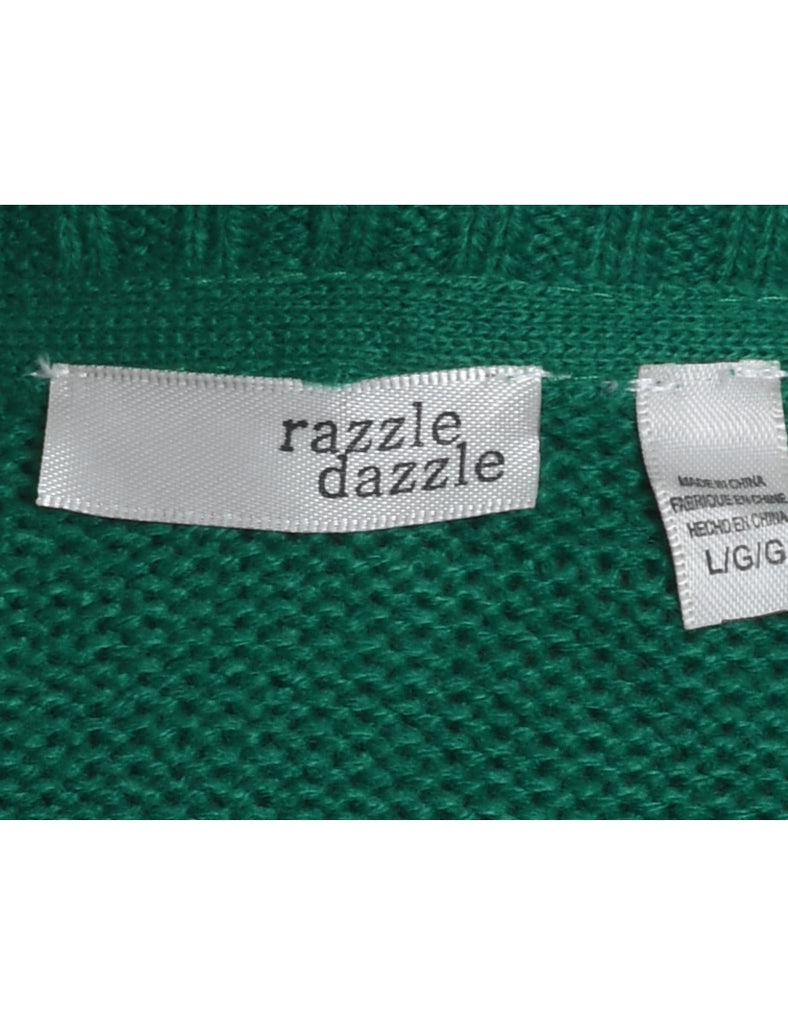 razzle
dazzle
MADE IN CHINA
FABRIQUE EN CHINE
HECHO EN CHINA
L/G/G